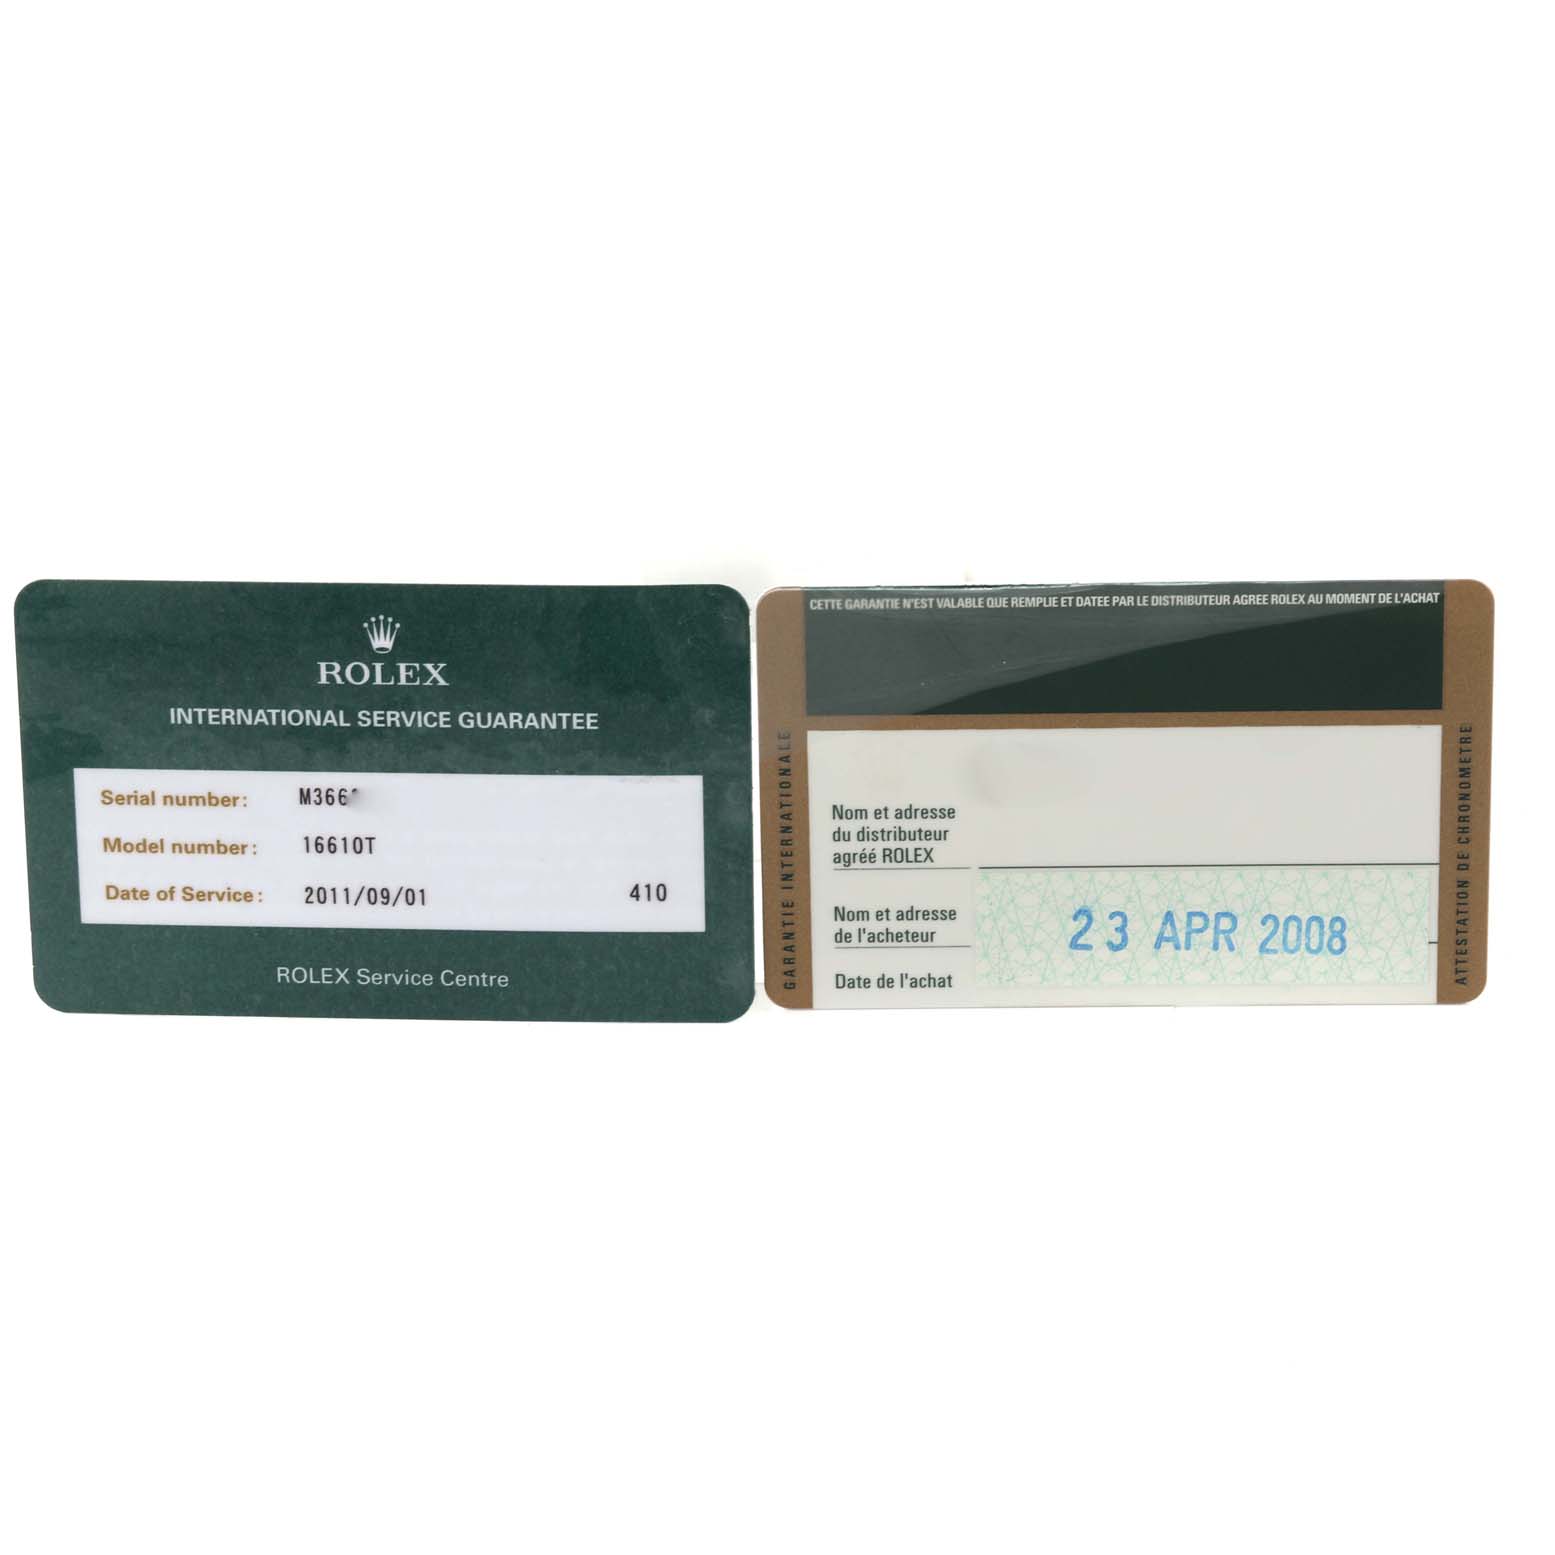 ROLEX
INTERNATIONAL SERVICE GUARANTEE
Serial number: M366
Model number: 16610T
Date of Service: 2011/09/01 410
ROLEX Service Centre
CETTE GARANTIE N'EST VALABLE QUE REMPLIE ET DATEE PAR LE DISTRIBUTEUR AGREE ROLEX AU MOMENT DE L'ACHAT
GARANTIE INTERNATIONALE
Nom et adresse
du distributeur
agréé ROLEX
Nom et adresse
de l'acheteur
23 APR 2008
Date de l'achat
ATTESTATION DE CHRONOMETRE